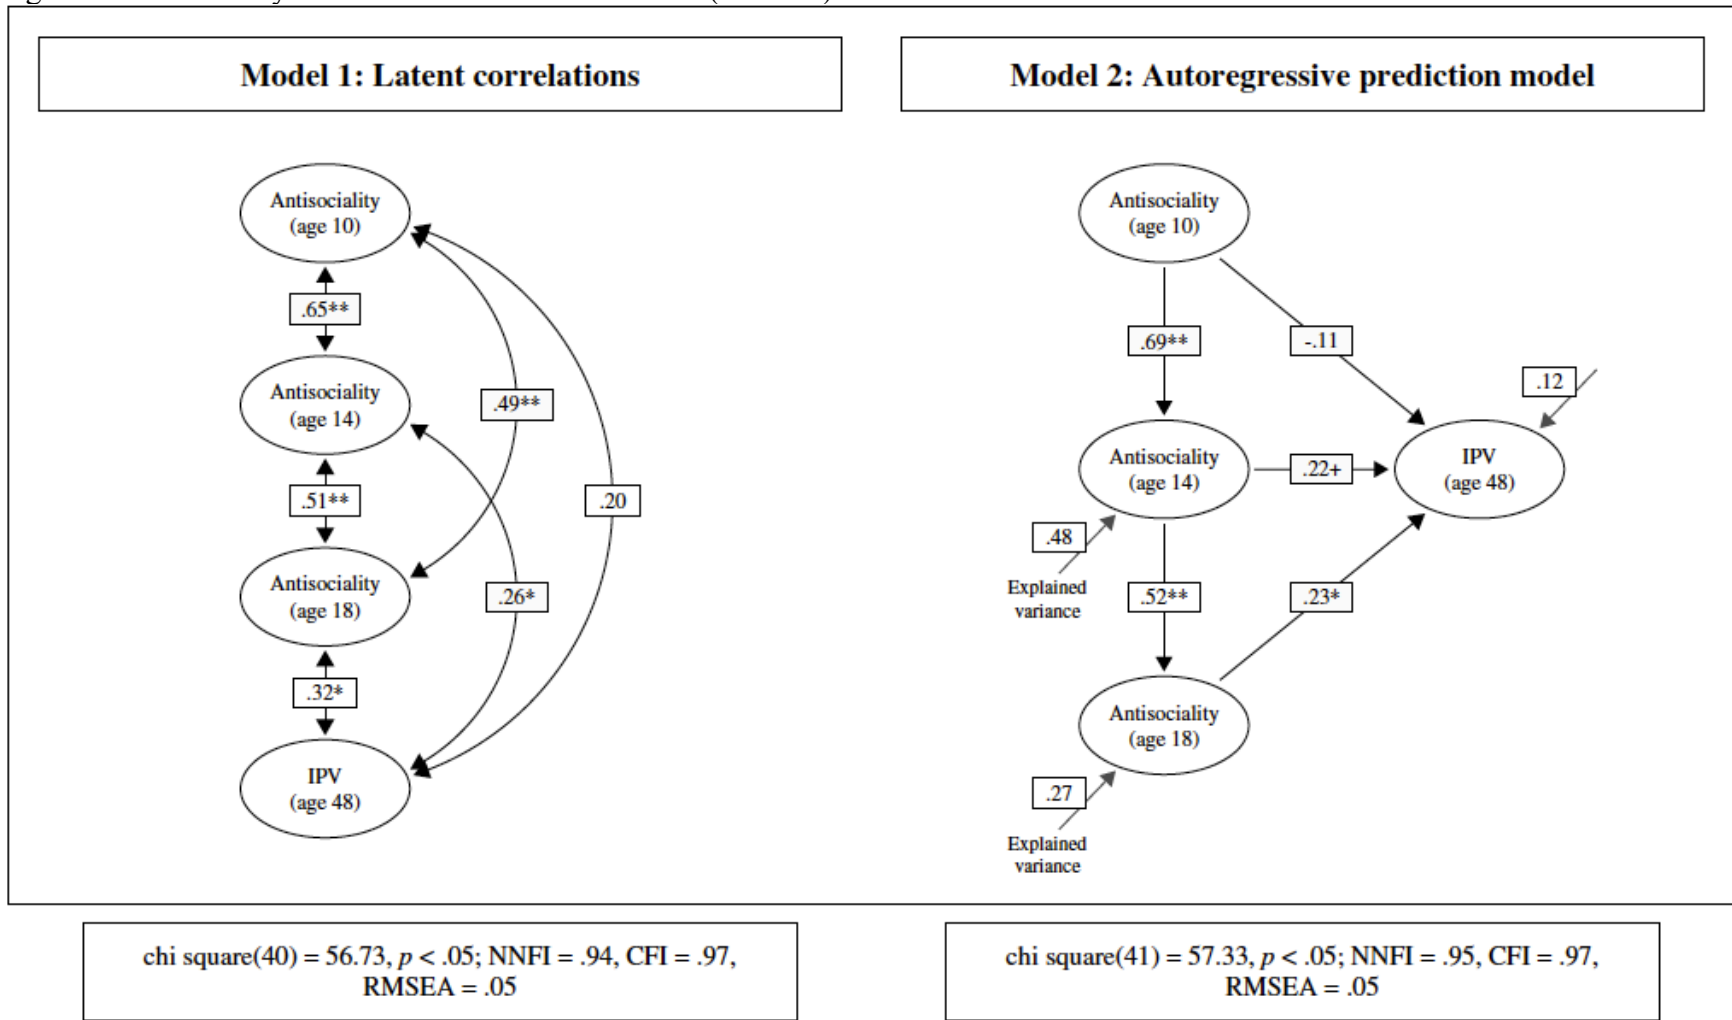 Model 1: Latent correlations
Antisociality
(age 10)
.65**
Antisociality
(age 14)
.49**
.51**
.20
Antisociality
(age 18)
.26*
.32*
IPV
(age 48)
chi square(40) = 56.73, p < .05; NNFI = .94, CFI = .97,
RMSEA = .05
Model 2: Autoregressive prediction model
Antisociality
(age 10)
.69**
-.11
.12
Antisociality
(age 14)
.22+
IPV
(age 48)
.48
Explained
variance
.52**
.23*
Antisociality
(age 18)
.27
Explained
variance
chi square(41) = 57.33, p < .05; NNFI = .95, CFI = .97,
RMSEA = .05